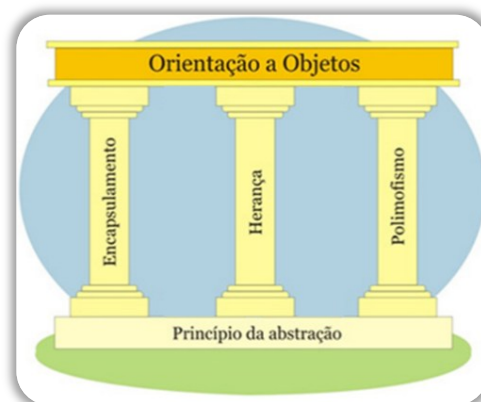 Orientação a Objetos
Encapsulamento
Herança
Polimofismo
Princípio da abstração